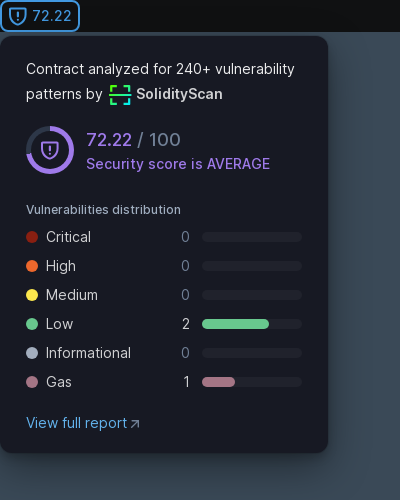 72.22
Contract analyzed for 240+ vulnerability
patterns by SolidityScan
72.22 / 100
Security score is AVERAGE
Vulnerabilities distribution
Critical 0
High 0
Medium 0
Low 2
Informational 0
Gas 1
View full report